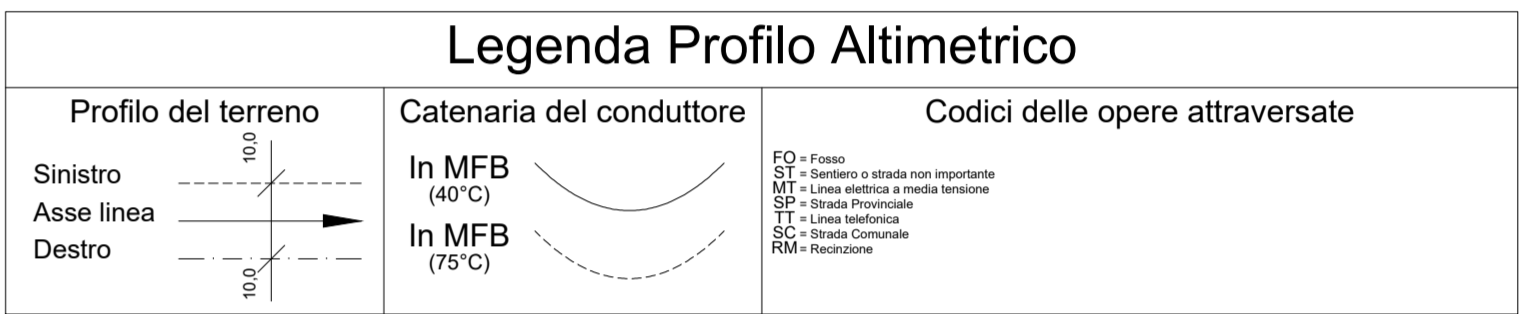 Legenda Profilo Altimetrico
Profilo del terreno
10,0
Sinistro
Asse linea
Destro
10,0
Catenaria del conduttore
In MFB
(40°C)
In MFB
(75°C)
Codici delle opere attraversate
FO = Fosso
ST = Sentiero o strada non importante
MT = Linea elettrica a media tensione
SP = Strada Provinciale
TT = Linea telefonica
SC = Strada Comunale
RM = Recinzione